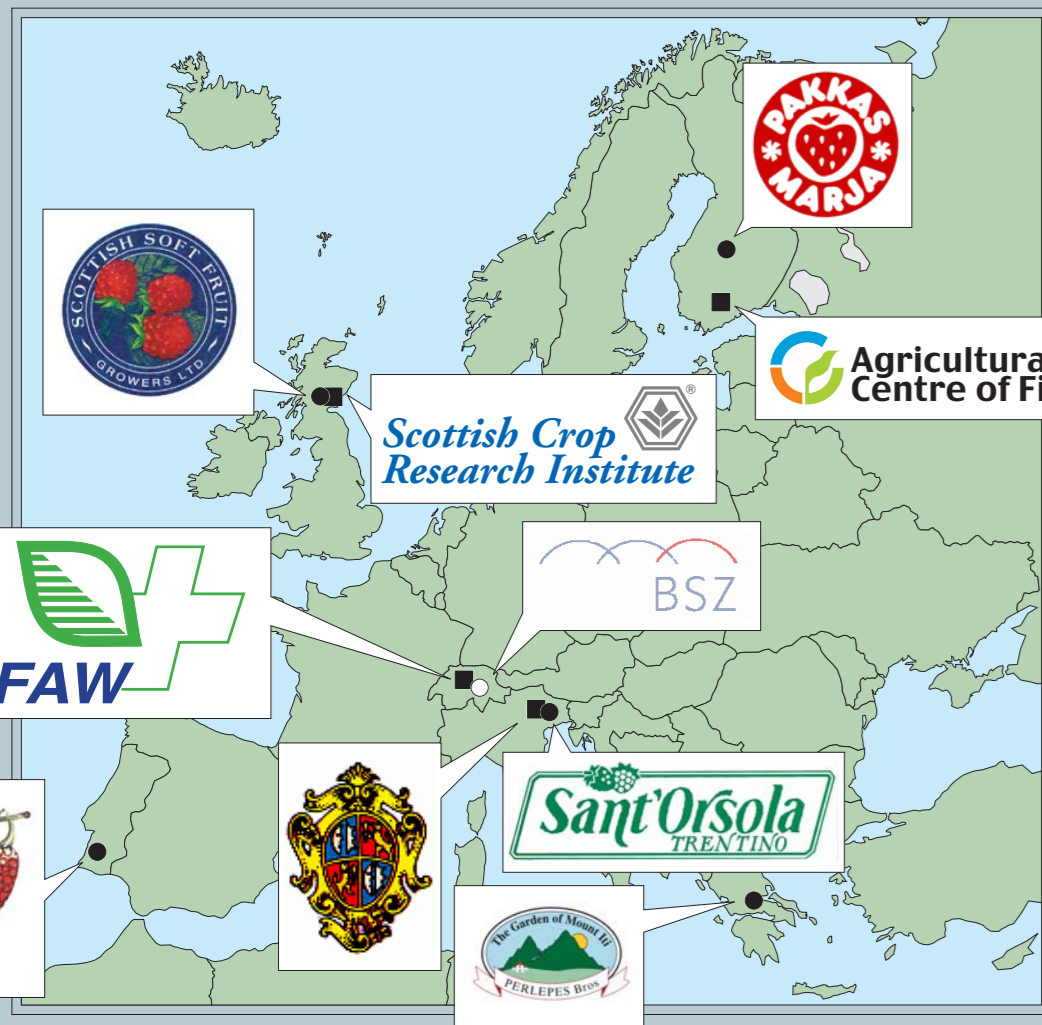 PAKKAS
MARJA
SCOTTISH SOFT FRUIT
GROWERS LTD
Agricultura
Centre of Fi
Scottish Crop ®
Research Institute
BSZ
FAW
Sant'Orsola
TRENTINO
The Garden of Mount Iti
PERLEPES Bros